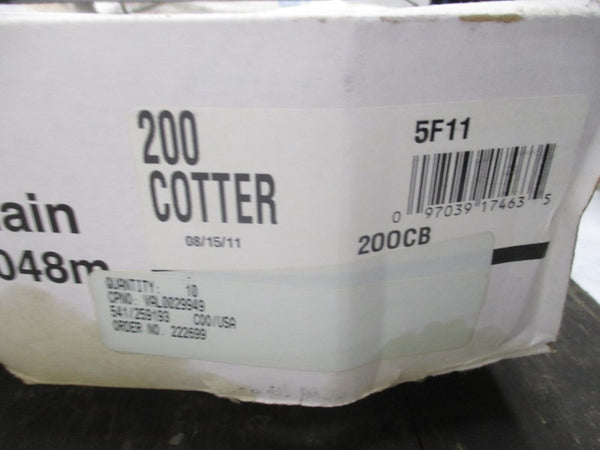 200
COTTER
08/15/11
5F11
0 97039 17463 5
200CB
ain
048m
QUANTITY: 10
CPNO: VAL0029949
541/259193 COO/USA
ORDER NO. 222699